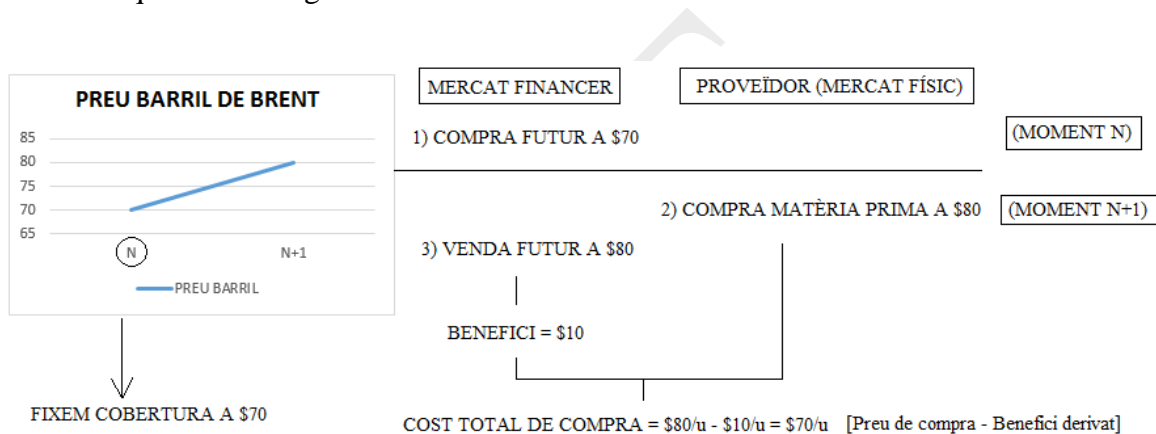 PREU BARRIL DE BRENT
85
80
75
70
65
N
N+1
PREU BARRIL
FIXEM COBERTURA A $70
MERCAT FINANCER
PROVEÏDOR (MERCAT FÍSIC)
1) COMPRA FUTUR A $70
(MOMENT N)
2) COMPRA MATÈRIA PRIMA A $80
(MOMENT N+1)
3) VENDA FUTUR A $80
BENEFICI = $10
COST TOTAL DE COMPRA = $80/u - $10/u = $70/u [Preu de compra - Benefici derivat]